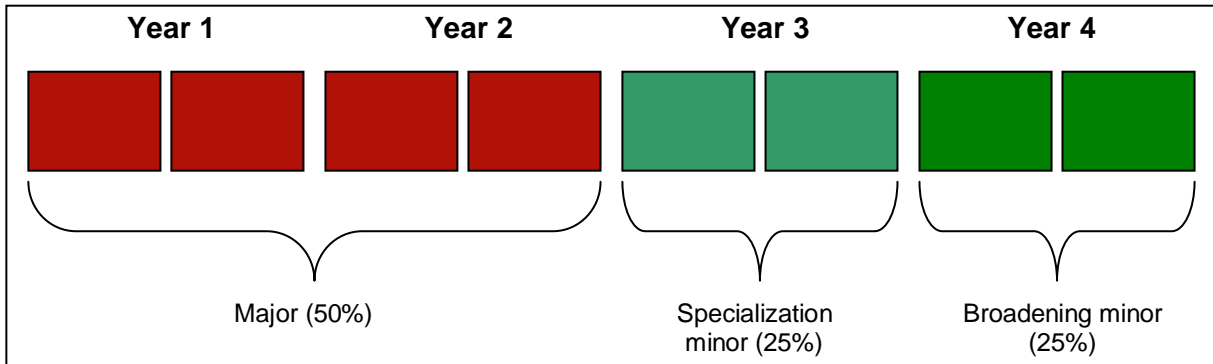 Year 1 Year 2 Year 3 Year 4
Major (50%)
Specialization
minor (25%)
Broadening minor
(25%)